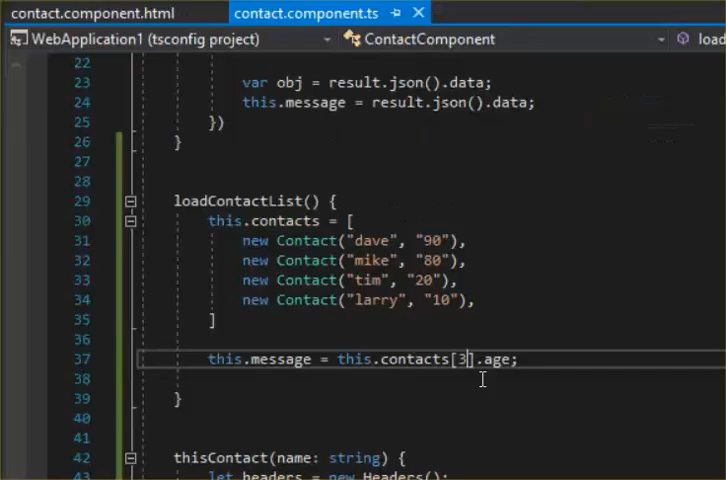 contact.component.html contact.component.ts
WebApplication1 (tsconfig project) ContactComponent load
22
23 var obj = result.json().data;
24 this.message = result.json().data;
25 })
26 }
27
28
29 loadContactList() {
30 this.contacts = [
31 new Contact("dave", "90"),
32 new Contact("mike", "80"),
33 new Contact("tim", "20"),
34 new Contact("larry", "10"),
35 ]
36
37 this.message = this.contacts[3].age;
38
39 }
40
41
42 thisContact(name: string) {
43 let headers = new Headers();